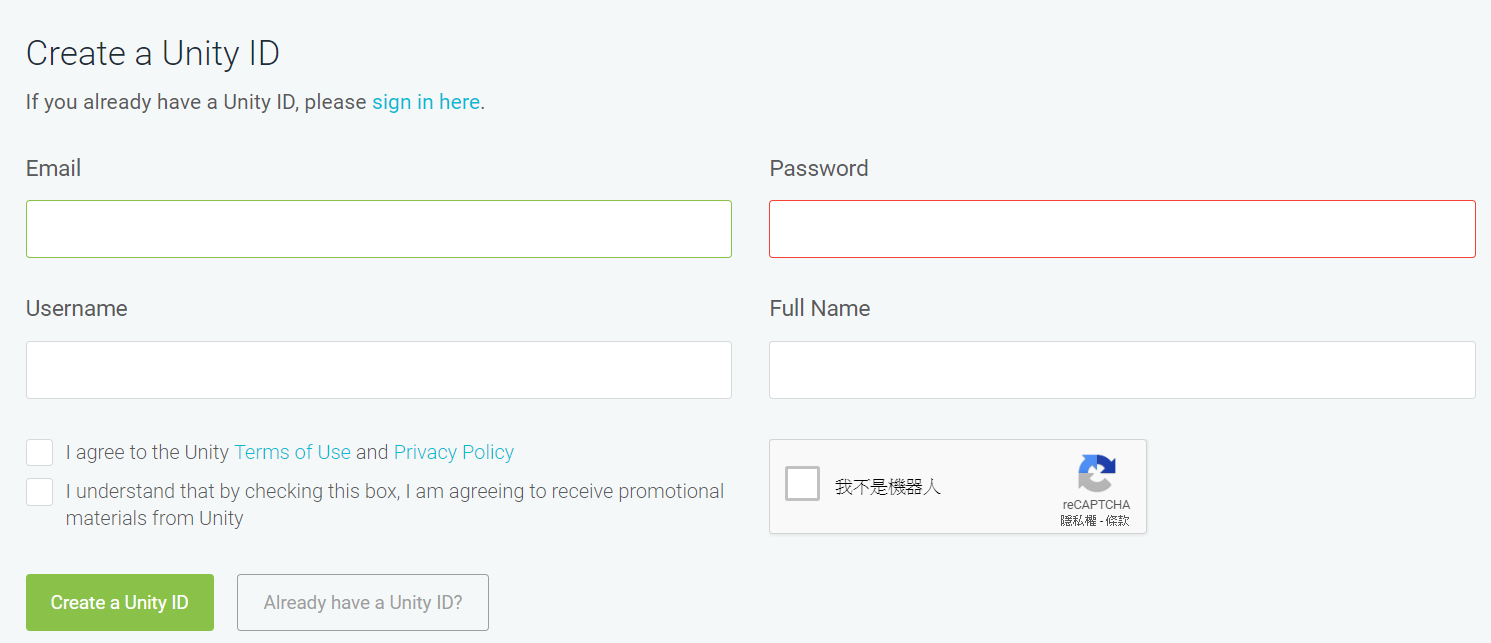 Create a Unity ID
If you already have a Unity ID, please sign in here.
Email
Password
Username
Full Name
I agree to the Unity Terms of Use and Privacy Policy
I understand that by checking this box, I am agreeing to receive promotional
materials from Unity
我不是機器人
reCAPTCHA
隱私權 - 條款
Create a Unity ID
Already have a Unity ID?